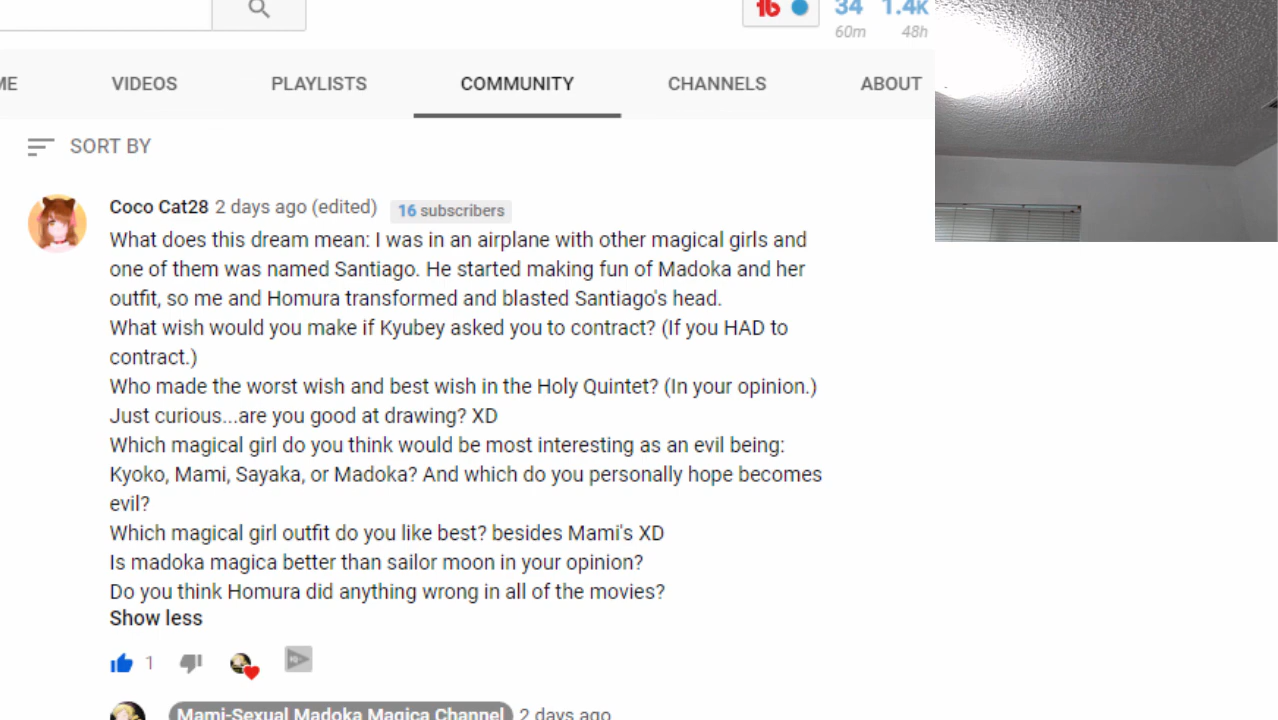 34 1.4K
60m 48h
ME VIDEOS PLAYLISTS COMMUNITY CHANNELS ABOUT
SORT BY
Coco Cat28 2 days ago (edited) 16 subscribers
What does this dream mean: I was in an airplane with other magical girls and
one of them was named Santiago. He started making fun of Madoka and her
outfit, so me and Homura transformed and blasted Santiago's head.
What wish would you make if Kyubey asked you to contract? (If you HAD to
contract.)
Who made the worst wish and best wish in the Holy Quintet? (In your opinion.)
Just curious...are you good at drawing? XD
Which magical girl do you think would be most interesting as an evil being:
Kyoko, Mami, Sayaka, or Madoka? And which do you personally hope becomes
evil?
Which magical girl outfit do you like best? besides Mami's XD
Is madoka magica better than sailor moon in your opinion?
Do you think Homura did anything wrong in all of the movies?
Show less
1
Mami-Sexual Madoka Magica Channel 2 days ago